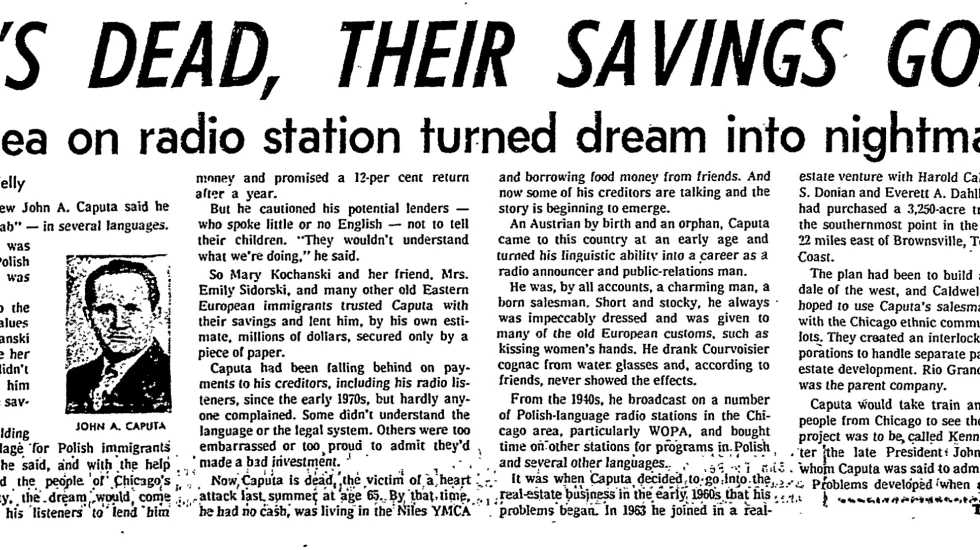 'S DEAD, THEIR SAVINGS GO
ea on radio station turned dream into nightma
elly
ew John A. Caputa said he
ab" — in several languages.
was
Polish
was
o the
alues
anski
e her
didn't
him
sav-
JOHN A. CAPUTA
lding
lage for Polish immigrants
he said, and with the help
d the people of Chicago's
ty, the dream would come
his listeners to lend him
money and promised a 12-per cent return
after a year.
But he cautioned his potential lenders —
who spoke little or no English — not to tell
their children. "They wouldn't understand
what we're doing," he said.
So Mary Kochanski and her friend, Mrs.
Emily Sidorski, and many other old Eastern
European immigrants trusted Caputa with
their savings and lent him, by his own esti-
mate, millions of dollars, secured only by a
piece of paper.
Caputa had been falling behind on pay-
ments to his creditors, including his radio lis-
teners, since the early 1970s, but hardly any-
one complained. Some didn't understand the
language or the legal system. Others were too
embarrassed or too proud to admit they'd
made a bad investment.
Now, Caputa is dead, the victim of a heart
attack last summer at age 65. By that time,
he had no cash, was living in the Niles YMCA
and borrowing food money from friends. And
now some of his creditors are talking and the
story is beginning to emerge.
An Austrian by birth and an orphan, Caputa
came to this country at an early age and
turned his linguistic ability into a career as a
radio announcer and public-relations man.
He was, by all accounts, a charming man, a
born salesman. Short and stocky, he always
was impeccably dressed and was given to
many of the old European customs, such as
kissing women's hands. He drank Courvoisier
cognac from water glasses and, according to
friends, never showed the effects.
From the 1940s, he broadcast on a number
of Polish-language radio stations in the Chi-
cago area, particularly WOPA, and bought
time on other stations for programs in Polish
and several other languages.
It was when Caputa decided to go into the
real-estate business in the early 1960s that his
problems began. In 1963 he joined in a real-
estate venture with Harold Cal
S. Donian and Everett A. Dahl
had purchased a 3,250-acre tr
the southernmost point in the
22 miles east of Brownsville, T
Coast.
The plan had been to build
dale of the west, and Caldwel
hoped to use Caputa's salesma
with the Chicago ethnic commu
lots. They created an interlock
porations to handle separate pa
estate development. Rio Grand
was the parent company.
Caputa would take train an
people from Chicago to see the
project was to be called Kenn
ter the late President John
whom Caputa was said to adm
Problems developed when